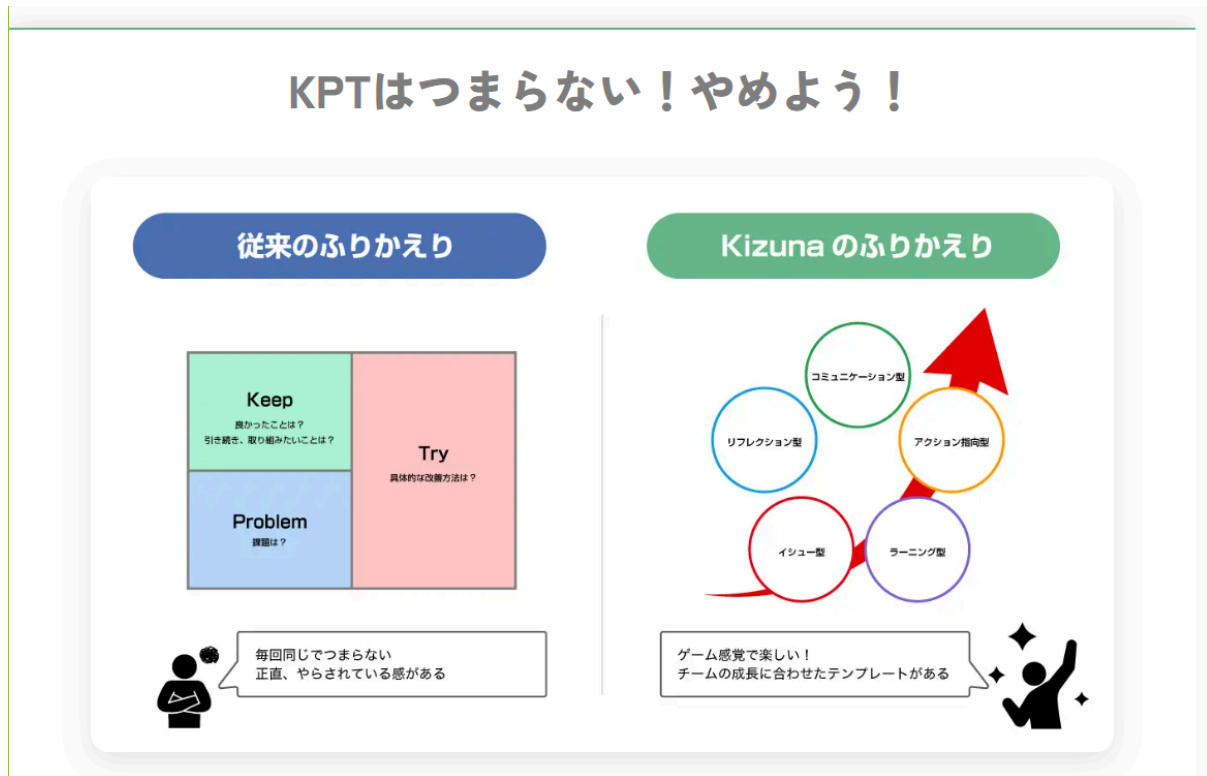 KPTはつまらない！やめよう！
従来のふりかえり
Keep
良かったことは？
引き続き、取り組みたいことは？
Problem
課題は？
Try
具体的な改善方法は？
毎回同じでつまらない
正直、やらされている感がある
Kizuna のふりかえり
コミュニケーション型
リフレクション型
アクション指向型
イシュー型
ラーニング型
ゲーム感覚で楽しい！
チームの成長に合わせたテンプレートがある